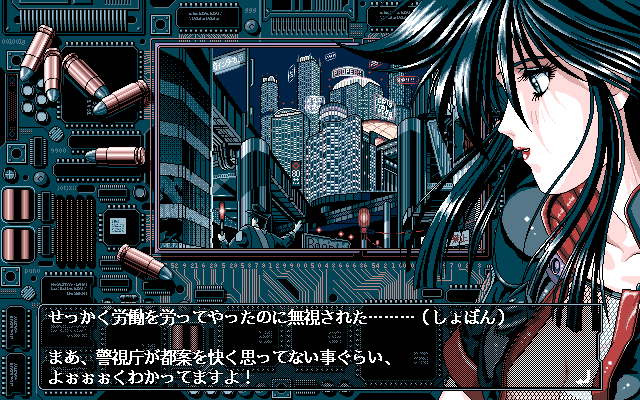 せっかく労働を労ってやったのに無視された………（しょぼん）
まあ、警視庁が都案を快く思ってない事ぐらい、
よぉぉぉくわかってますよ！